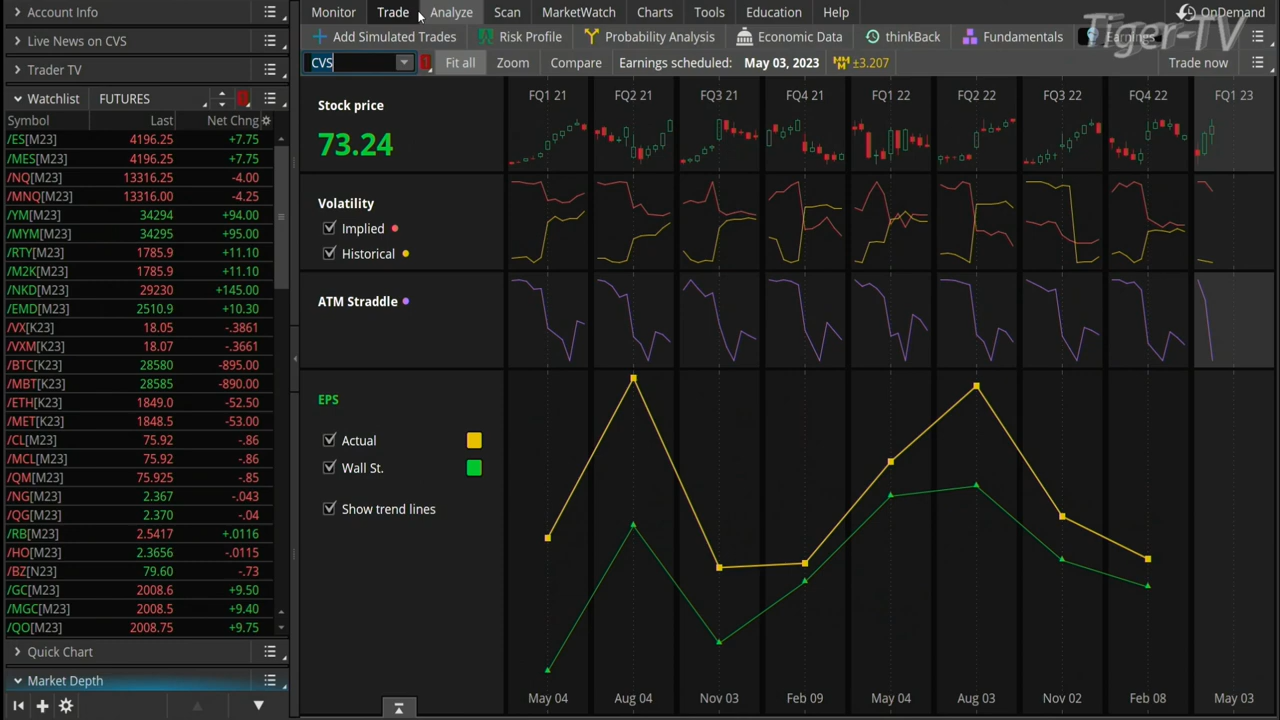 Account Info
Monitor Trade Analyze Scan MarketWatch Charts Tools Education Help OnDemand
Live News on CVS
Add Simulated Trades Risk Profile Probability Analysis Economic Data thinkBack Fundamentals Earnings
Tiger-TV
Trader TV
CVS 1 Fit all Zoom Compare Earnings scheduled: May 03, 2023 MMM ±3.207 Trade now
Watchlist FUTURES
Symbol Last Net Chng
/ES[M23] 4196.25 +7.75
/MES[M23] 4196.25 +7.75
/NQ[M23] 13316.25 -4.00
/MNQ[M23] 13316.00 -4.25
/YM[M23] 34294 +94.00
/MYM[M23] 34295 +95.00
/RTY[M23] 1785.9 +11.10
/M2K[M23] 1785.9 +11.10
/NKD[M23] 29230 +145.00
/EMD[M23] 2510.9 +10.30
/VX[K23] 18.05 -.3861
/VXM[K23] 18.07 -.3661
/BTC[K23] 28580 -895.00
/MBT[K23] 28585 -890.00
/ETH[K23] 1849.0 -52.50
/MET[K23] 1848.5 -53.00
/CL[M23] 75.92 -.86
/MCL[M23] 75.92 -.86
/QM[M23] 75.925 -.85
/NG[M23] 2.367 -.043
/QG[M23] 2.370 -.04
/RB[M23] 2.5417 +.0116
/HO[M23] 2.3656 -.0115
/BZ[N23] 79.60 -.73
/GC[M23] 2008.6 +9.50
/MGC[M23] 2008.5 +9.40
/QO[M23] 2008.75 +9.75
Quick Chart
Market Depth
FQ1 21 FQ2 21 FQ3 21 FQ4 21 FQ1 22 FQ2 22 FQ3 22 FQ4 22 FQ1 23
Stock price
73.24
Volatility
Implied
Historical
ATM Straddle
EPS
Actual
Wall St.
Show trend lines
May 04 Aug 04 Nov 03 Feb 09 May 04 Aug 03 Nov 02 Feb 08 May 03